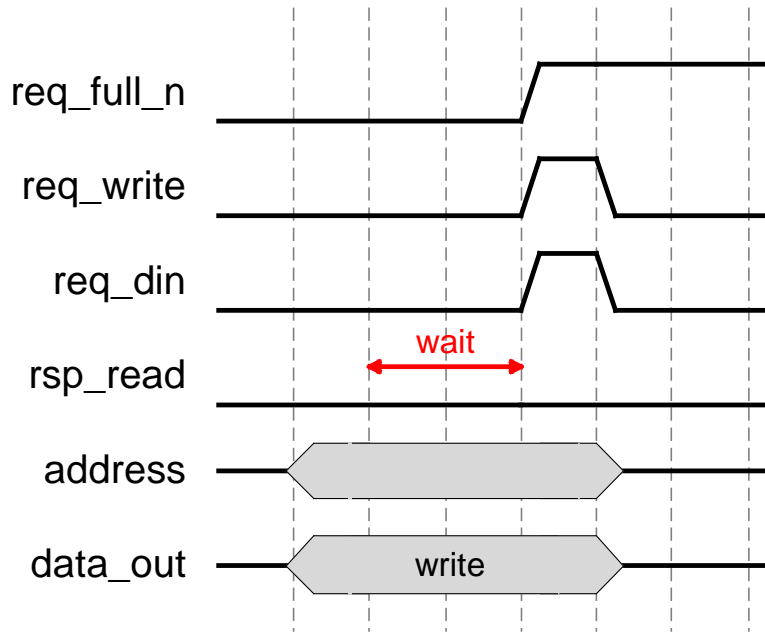 req_full_n
req_write
req_din
wait
rsp_read
address
data_out
write